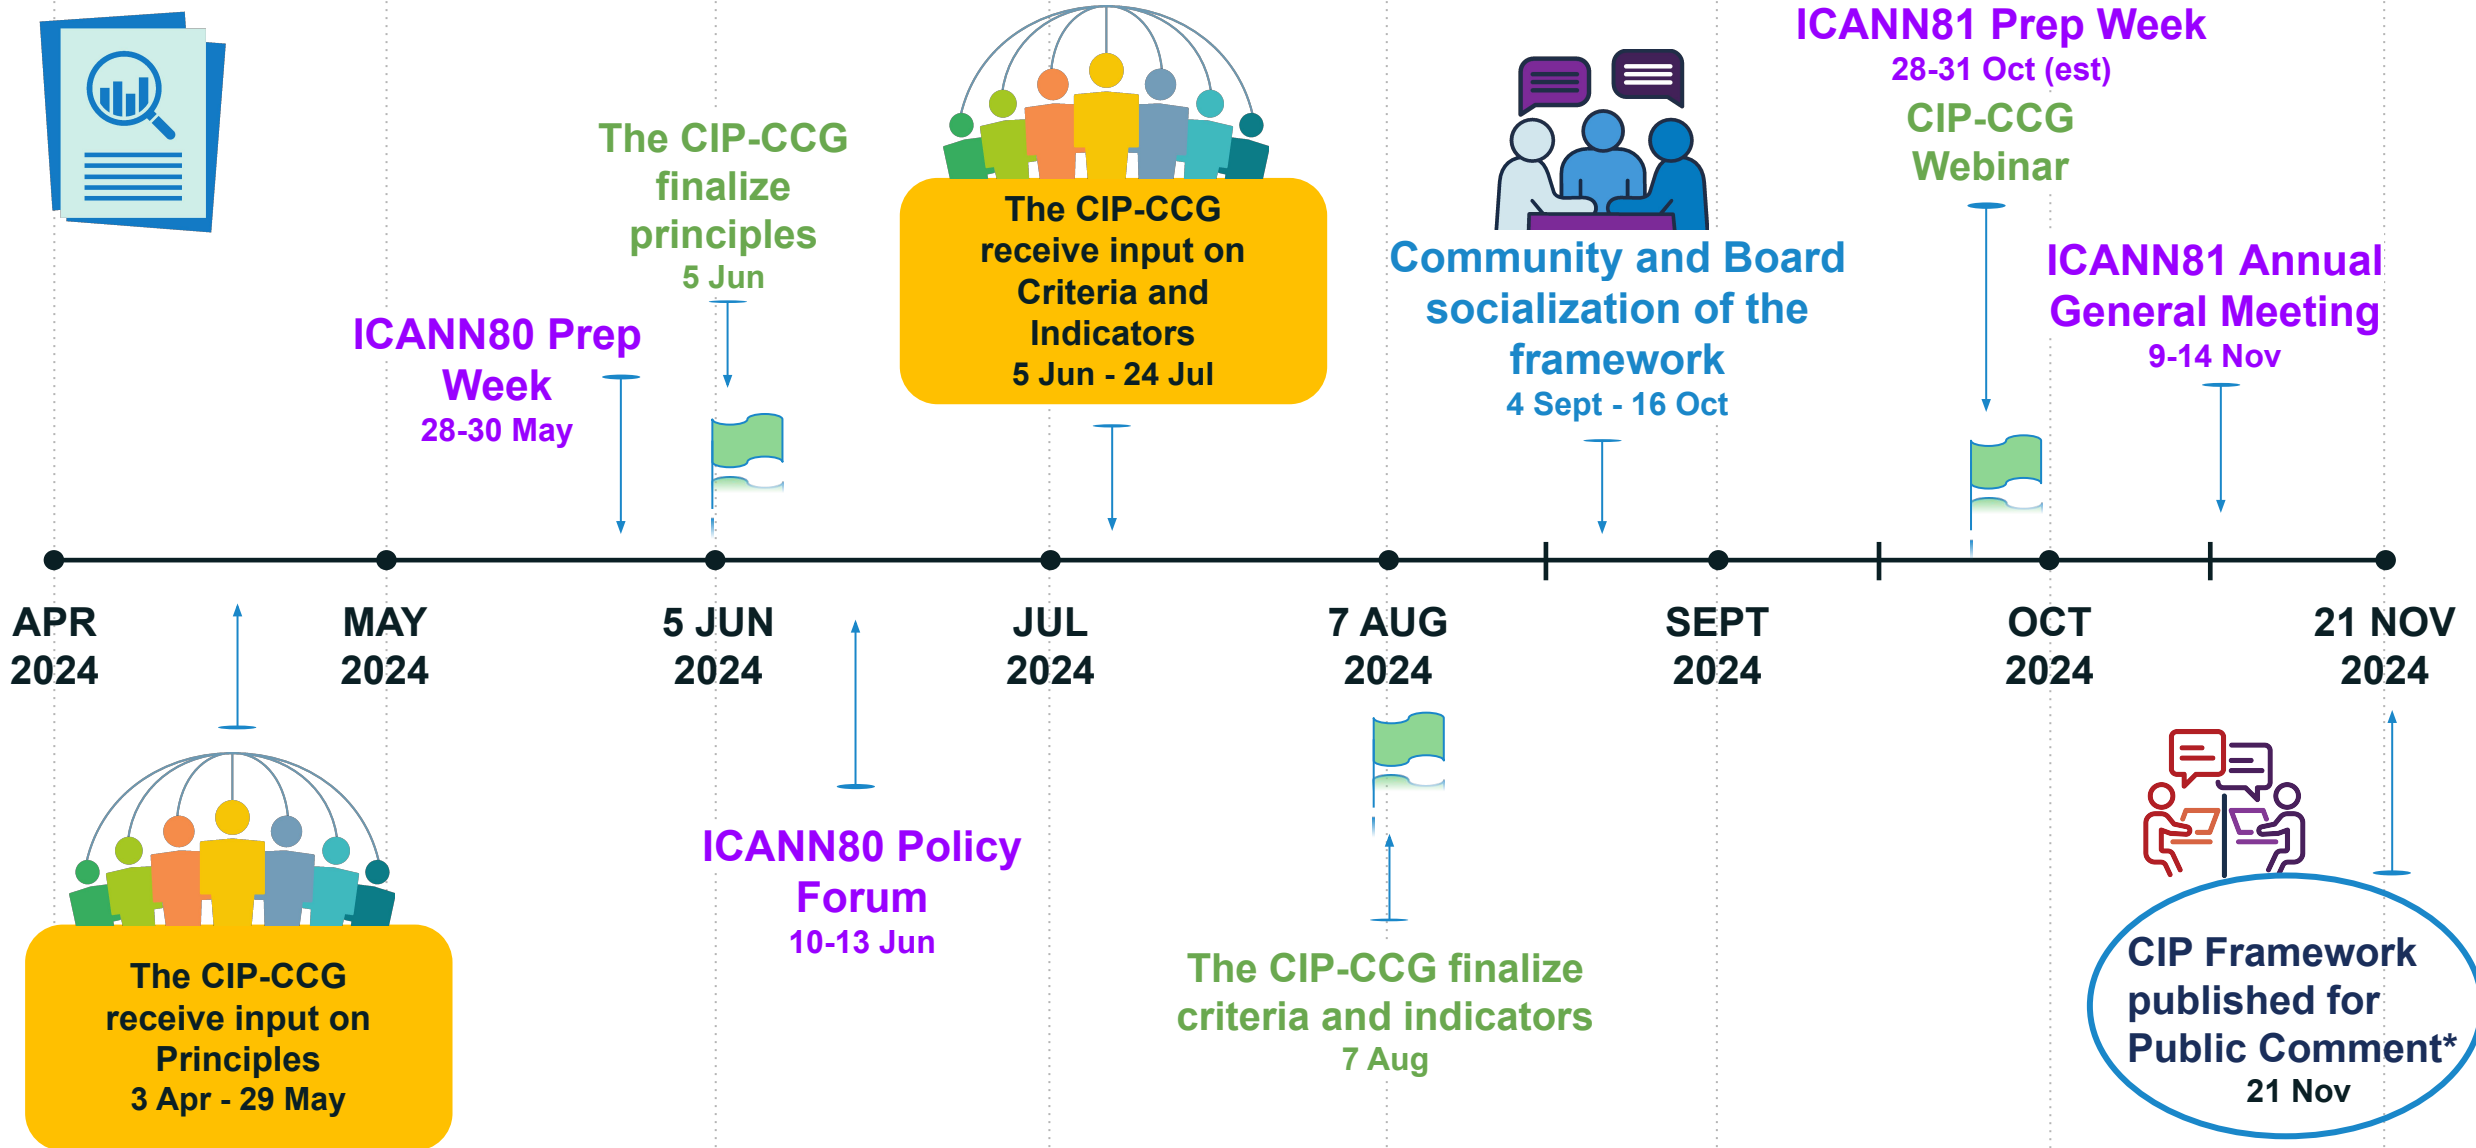 ICANN81 Prep Week
28-31 Oct (est)
CIP-CCG
Webinar
The CIP-CCG
finalize
principles
5 Jun
The CIP-CCG
receive input on
Criteria and
Indicators
5 Jun - 24 Jul
Community and Board
socialization of the
framework
4 Sept - 16 Oct
ICANN81 Annual
General Meeting
9-14 Nov
ICANN80 Prep
Week
28-30 May
APR
2024
MAY
2024
5 JUN
2024
JUL
2024
7 AUG
2024
SEPT
2024
OCT
2024
21 NOV
2024
The CIP-CCG
receive input on
Principles
3 Apr - 29 May
ICANN80 Policy
Forum
10-13 Jun
The CIP-CCG finalize
criteria and indicators
7 Aug
CIP Framework
published for
Public Comment*
21 Nov